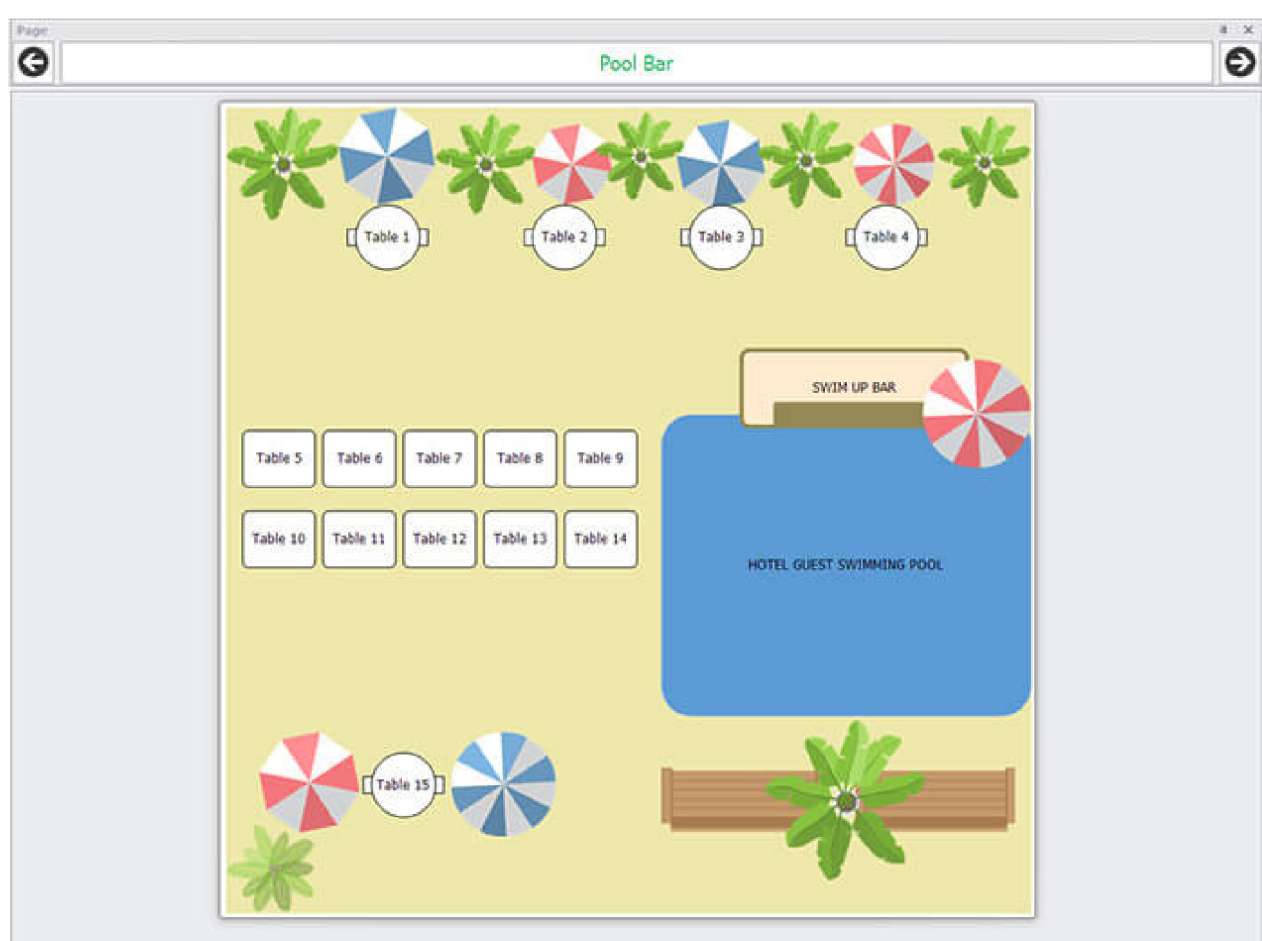 Page
Pool Bar
Table 1
Table 2
Table 3
Table 4
SWIM UP BAR
Table 5
Table 6
Table 7
Table 8
Table 9
Table 10
Table 11
Table 12
Table 13
Table 14
HOTEL GUEST SWIMMING POOL
Table 15